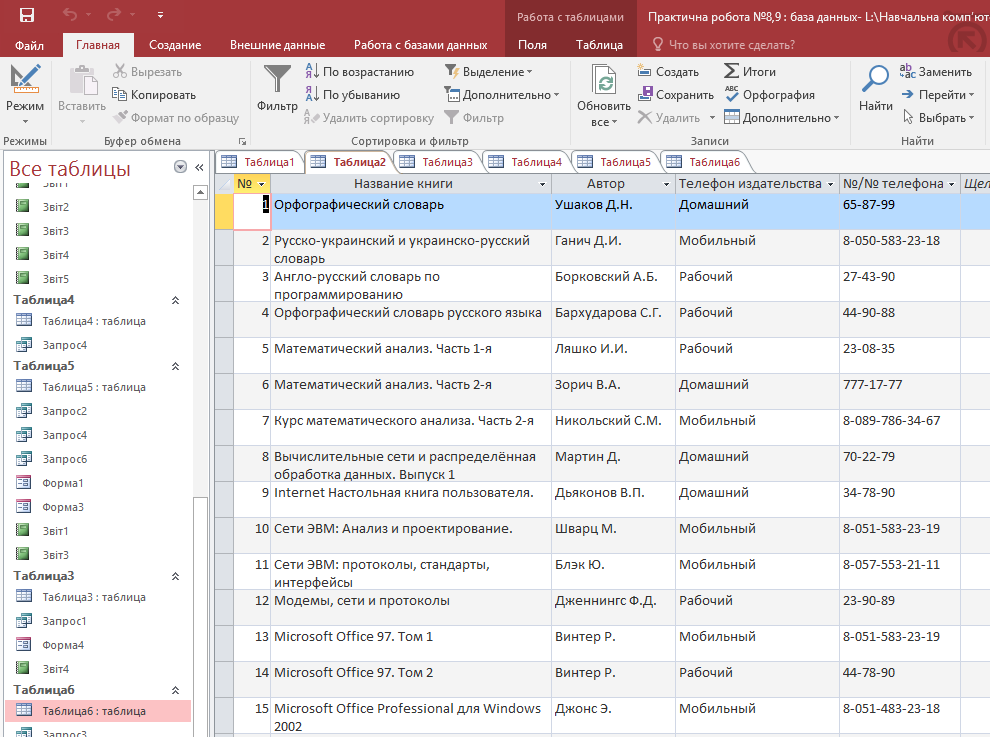 Работа с таблицами
Практична робота №8,9 : база данных- L:\Навчальна комп'юте
Файл
Главная
Создание
Внешние данные
Работа с базами данных
Поля
Таблица
Что вы хотите сделать?
Режим
Вставить
Вырезать
Копировать
Формат по образцу
Фильтр
По возрастанию
По убыванию
Удалить сортировку
Выделение
Дополнительно
Фильтр
Обновить все
Создать
Сохранить
Удалить
Итоги
Орфография
Дополнительно
Найти
Заменить
Перейти
Выбрать
Режимы
Буфер обмена
Сортировка и фильтр
Записи
Найти
Все таблицы
Звіт1
Звіт2
Звіт3
Звіт4
Звіт5
Таблица4
Таблица4 : таблица
Запрос4
Таблица5
Таблица5 : таблица
Запрос2
Запрос4
Запрос6
Форма1
Форма3
Звіт1
Звіт3
Таблица3
Таблица3 : таблица
Запрос1
Форма4
Звіт4
Таблица6
Таблица6 : таблица
Запрос3
Таблица1 Таблица2 Таблица3 Таблица4 Таблица5 Таблица6
№ Название книги Автор Телефон издательства №/№ телефона Щел
1 Орфографический словарь Ушаков Д.Н. Домашний 65-87-99
2 Русско-украинский и украинско-русский словарь Ганич Д.И. Мобильный 8-050-583-23-18
3 Англо-русский словарь по программированию Борковский А.Б. Рабочий 27-43-90
4 Орфографический словарь русского языка Бархударова С.Г. Рабочий 44-90-88
5 Математический анализ. Часть 1-я Ляшко И.И. Рабочий 23-08-35
6 Математический анализ. Часть 2-я Зорич В.А. Домашний 777-17-77
7 Курс математического анализа. Часть 2-я Никольский С.М. Мобильный 8-089-786-34-67
8 Вычислительные сети и распределённая обработка данных. Выпуск 1 Мартин Д. Домашний 70-22-79
9 Internet Настольная книга пользователя. Дьяконов В.П. Домашний 34-78-90
10 Сети ЭВМ: Анализ и проектирование. Шварц М. Мобильный 8-051-583-23-19
11 Сети ЭВМ: протоколы, стандарты, интерфейсы Блэк Ю. Мобильный 8-057-553-21-11
12 Модемы, сети и протоколы Дженнингс Ф.Д. Рабочий 23-90-89
13 Microsoft Office 97. Том 1 Винтер Р. Мобильный 8-051-583-23-19
14 Microsoft Office 97. Том 2 Винтер Р. Рабочий 44-78-90
15 Microsoft Office Professional для Windows 2002 Джонс Э. Мобильный 8-051-483-23-18